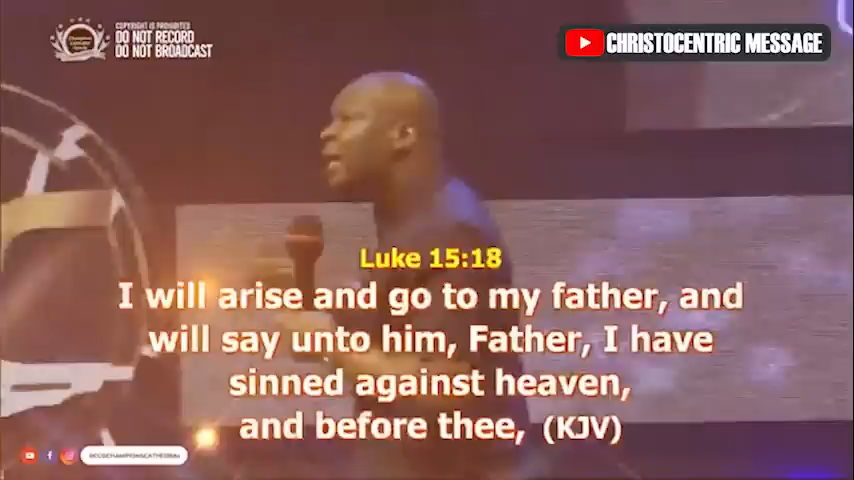 COPYRIGHT IS PROHIBITED
DO NOT RECORD
DO NOT BROADCAST
CHRISTOCENTRIC MESSAGE
Luke 15:18
I will arise and go to my father, and
will say unto him, Father, I have
sinned against heaven,
and before thee, (KJV)